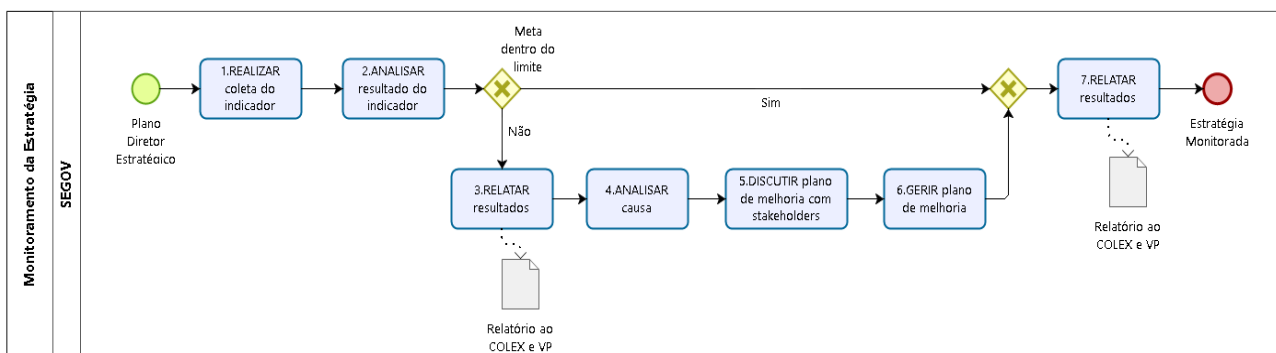 Monitoramento da Estratégia
SEGOV
Plano
Diretor
Estratégico
1.REALIZAR
coleta do
indicador
2.ANALISAR
resultado do
indicador
Meta
dentro do
limite
Sim
Não
3.RELATAR
resultados
Relatório ao
COLEX e VP
4.ANALISAR
causa
5.DISCUTIR plano
de melhoria com
stakeholders
6.GERIR plano
de melhoria
7.RELATAR
resultados
Relatório ao
COLEX e VP
Estratégia
Monitorada